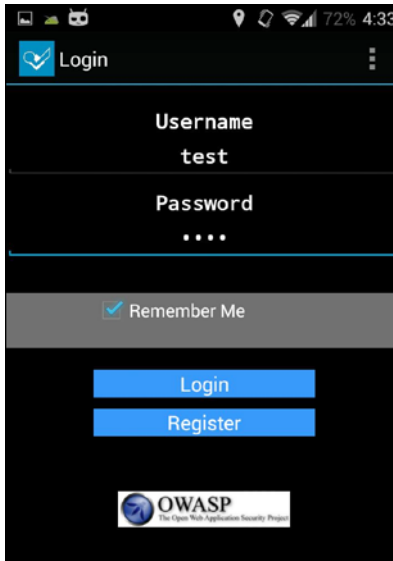 72% 4:33
Login
Username
test
Password
••••
Remember Me
Login
Register
OWASP
The Open Web Application Security Project